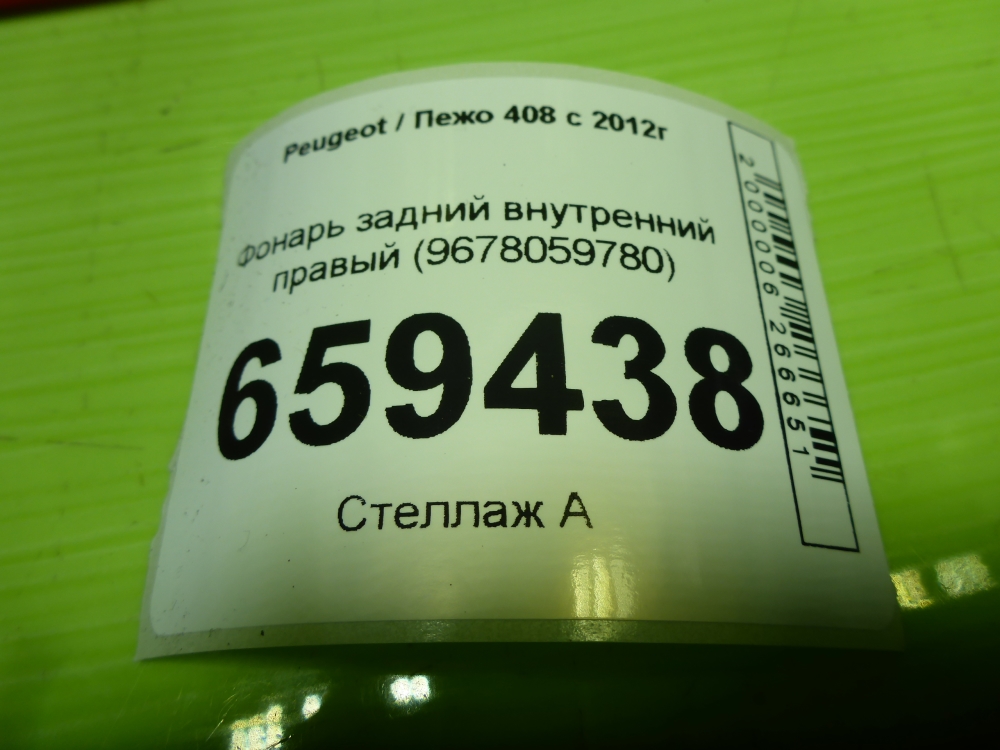 Peugeot / Пежо 408 с 2012г
Фонарь задний внутренний
правый (9678059780)
659438
Стеллаж А
2000006266651